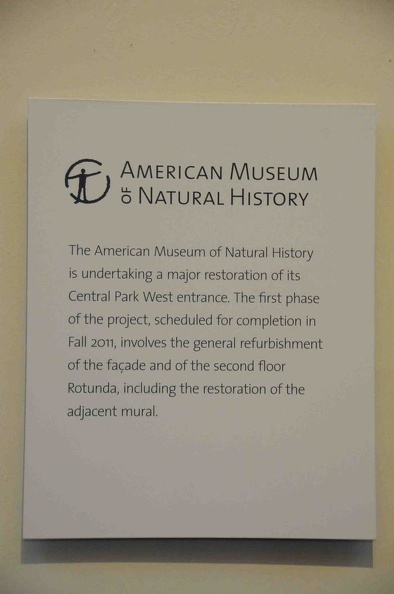 AMERICAN MUSEUM
OF NATURAL HISTORY
The American Museum of Natural History
is undertaking a major restoration of its
Central Park West entrance. The first phase
of the project, scheduled for completion in
Fall 2011, involves the general refurbishment
of the façade and of the second floor
Rotunda, including the restoration of the
adjacent mural.